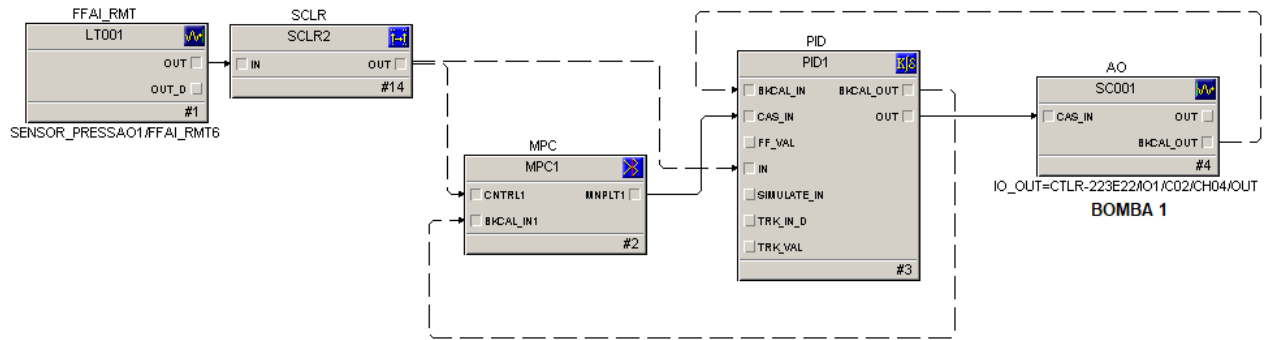 FFAI_RMT
LT001
OUT
OUT_D
#1
SENSOR_PRESSAO1/FFAI_RMT6
SCLR
SCLR2
IN
OUT
#14
MPC
MPC1
CNTRL1
MNPLT1
BKCAL_IN1
#2
PID
PID1
BKCAL_IN
BKCAL_OUT
CAS_IN
OUT
FF_VAL
IN
SIMULATE_IN
TRK_IN_D
TRK_VAL
#3
AO
SC001
CAS_IN
OUT
BKCAL_OUT
#4
IO_OUT=CTLR-223E22/IO1/C02/CH04/OUT
BOMBA 1